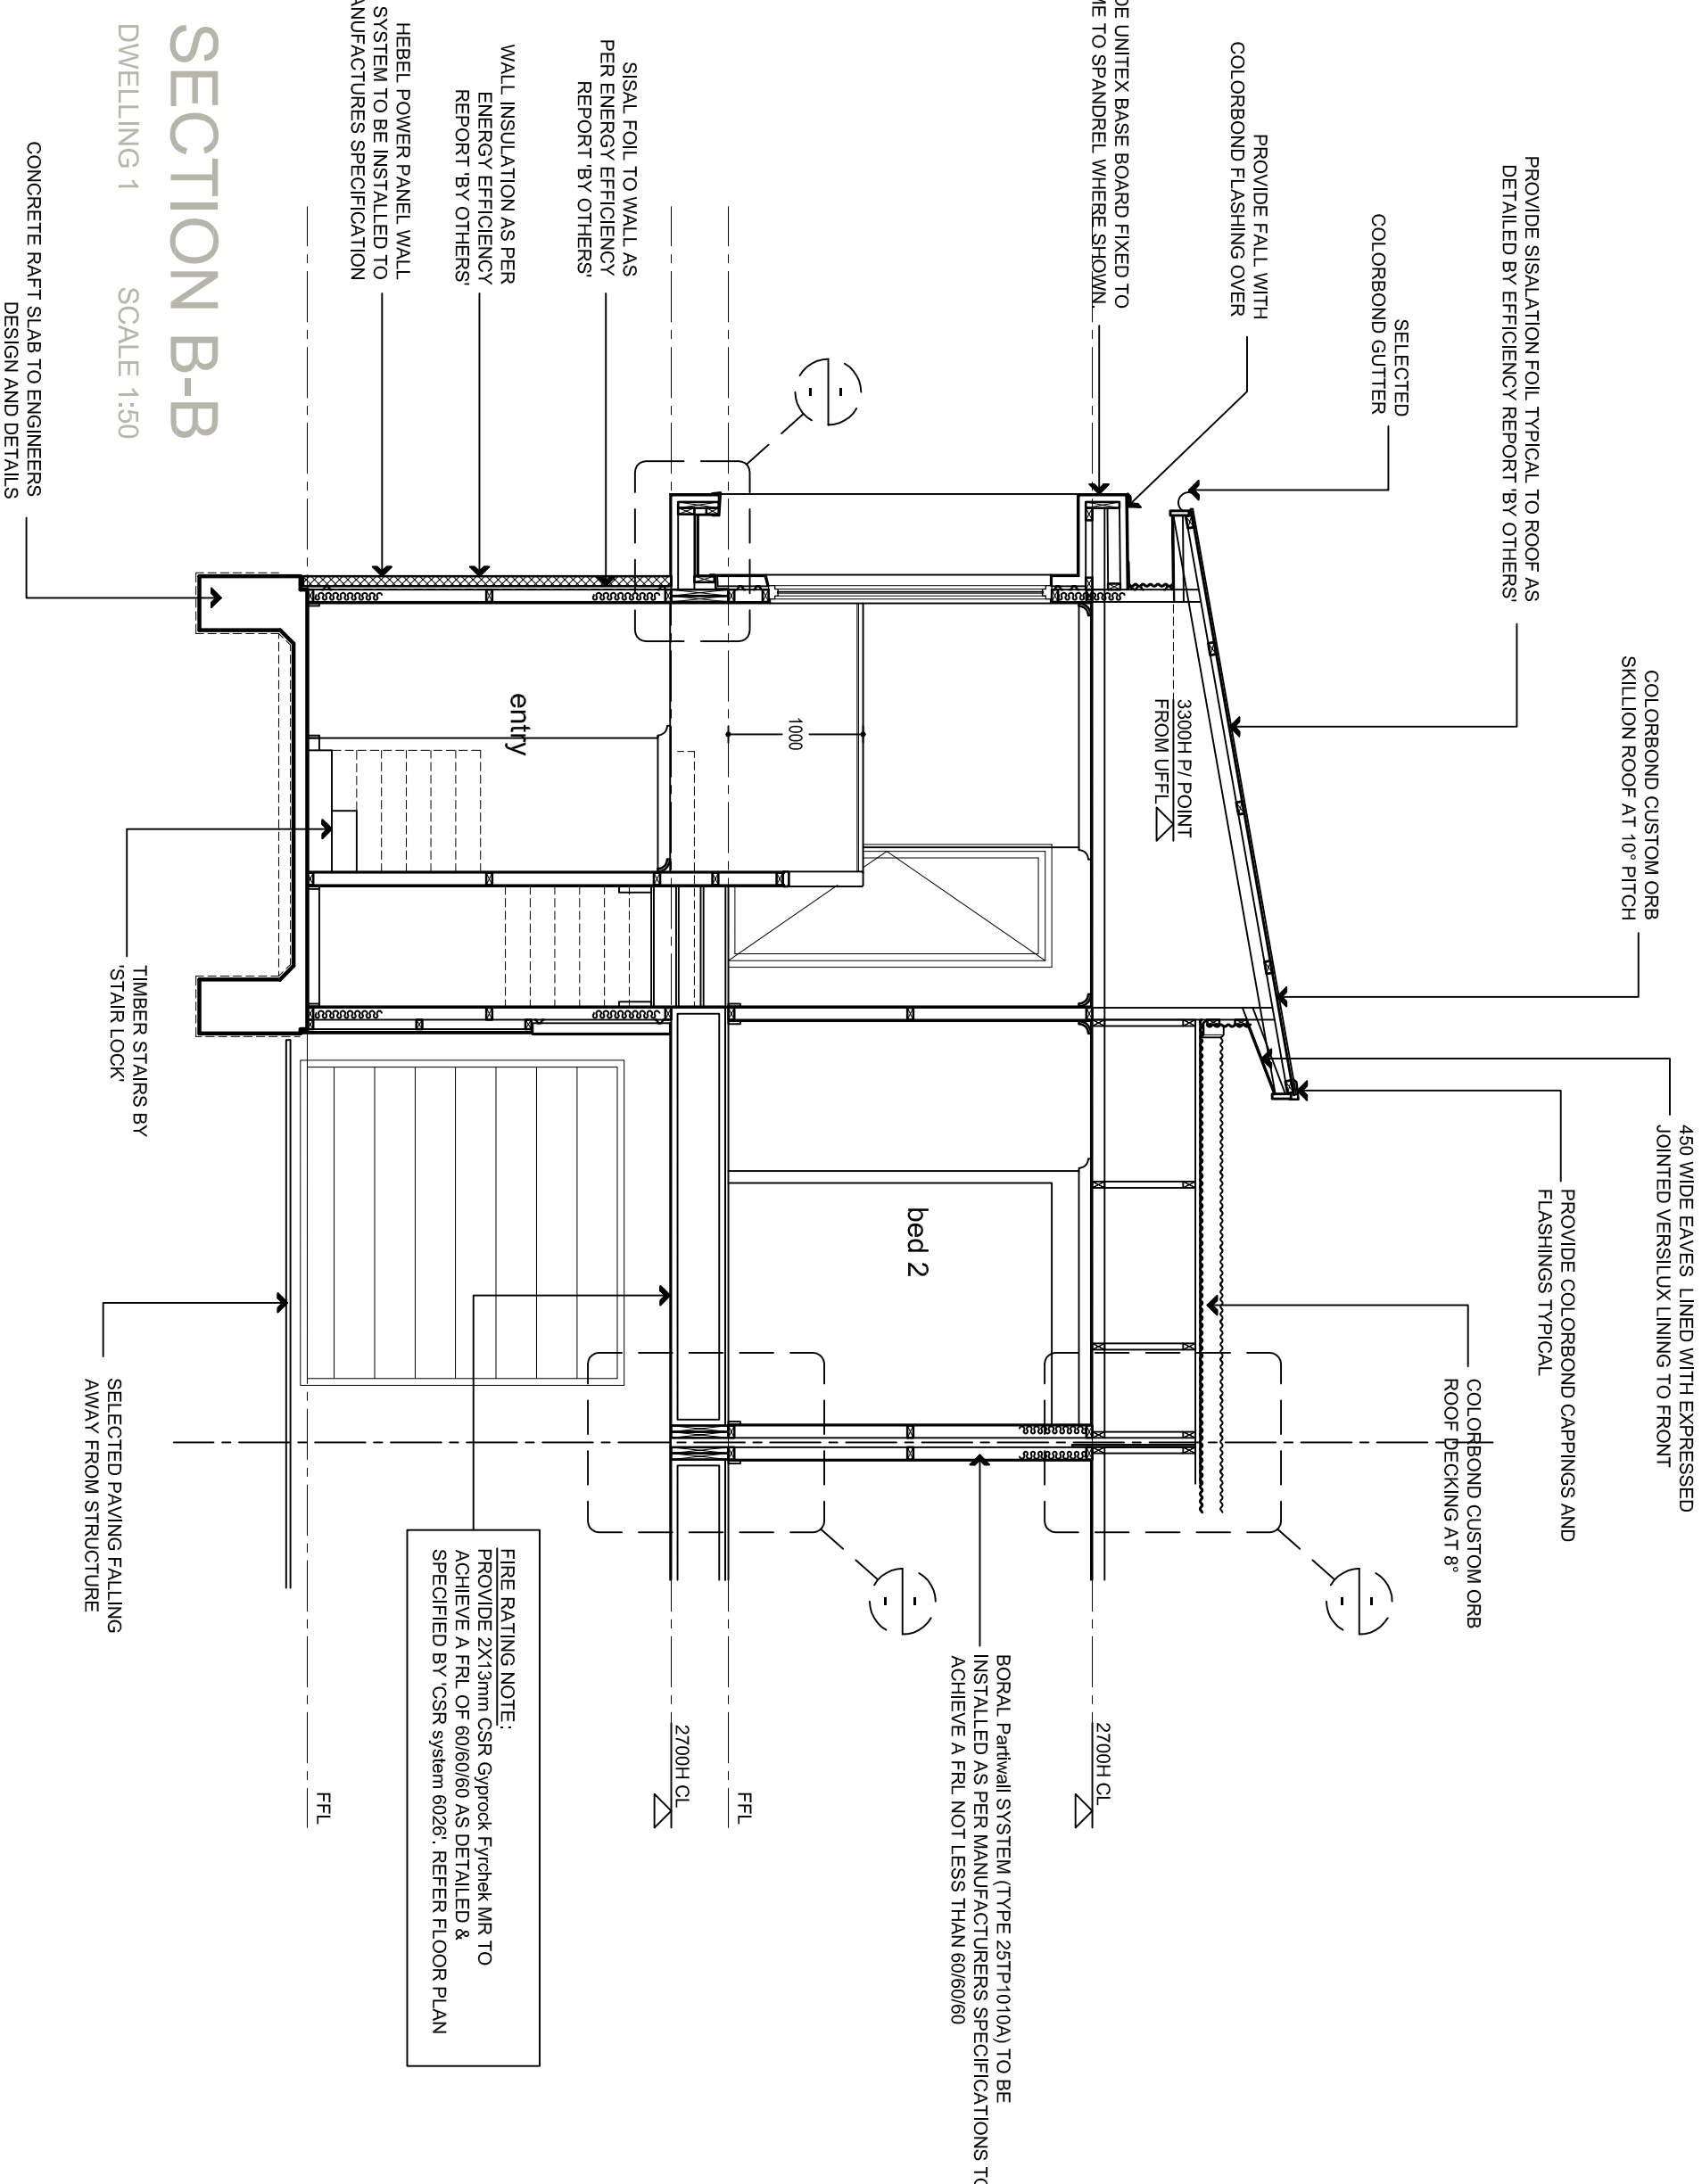 450 WIDE EAVES LINED WITH EXPRESSED
JOINTED VERSILUX LINING TO FRONT
COLORBOND CUSTOM ORB
SKILLION ROOF AT 10° PITCH
PROVIDE COLORBOND CAPPINGS AND
FLASHINGS TYPICAL
PROVIDE SISALATION FOIL TYPICAL TO ROOF AS
DETAILED BY EFFICIENCY REPORT 'BY OTHERS'
COLORBOND CUSTOM ORB
ROOF DECKING AT 8°
SELECTED
COLORBOND GUTTER
PROVIDE FALL WITH
COLORBOND FLASHING OVER
3300H P/ POINT
FROM UFFL
DE UNITEX BASE BOARD FIXED TO
ME TO SPANDREL WHERE SHOWN
2700H CL
BORAL Partiwall SYSTEM (TYPE 25TP1010A) TO BE
INSTALLED AS PER MANUFACTURERS SPECIFICATIONS TO
ACHIEVE A FRL NOT LESS THAN 60/60/60
bed 2
1000
FFL
2700H CL
SISAL FOIL TO WALL AS
PER ENERGY EFFICIENCY
REPORT 'BY OTHERS'
entry
WALL INSULATION AS PER
ENERGY EFFICIENCY
REPORT 'BY OTHERS'
FIRE RATING NOTE:
PROVIDE 2X13mm CSR Gyprock Fyrchek MR TO
ACHIEVE A FRL OF 60/60/60 AS DETAILED &
SPECIFIED BY 'CSR system 6026'. REFER FLOOR PLAN
HEBEL POWER PANEL WALL
SYSTEM TO BE INSTALLED TO
ANUFACTURES SPECIFICATION
FFL
SECTION B-B
DWELLING 1 SCALE 1:50
TIMBER STAIRS BY
'STAIR LOCK'
SELECTED PAVING FALLING
AWAY FROM STRUCTURE
CONCRETE RAFT SLAB TO ENGINEERS
DESIGN AND DETAILS